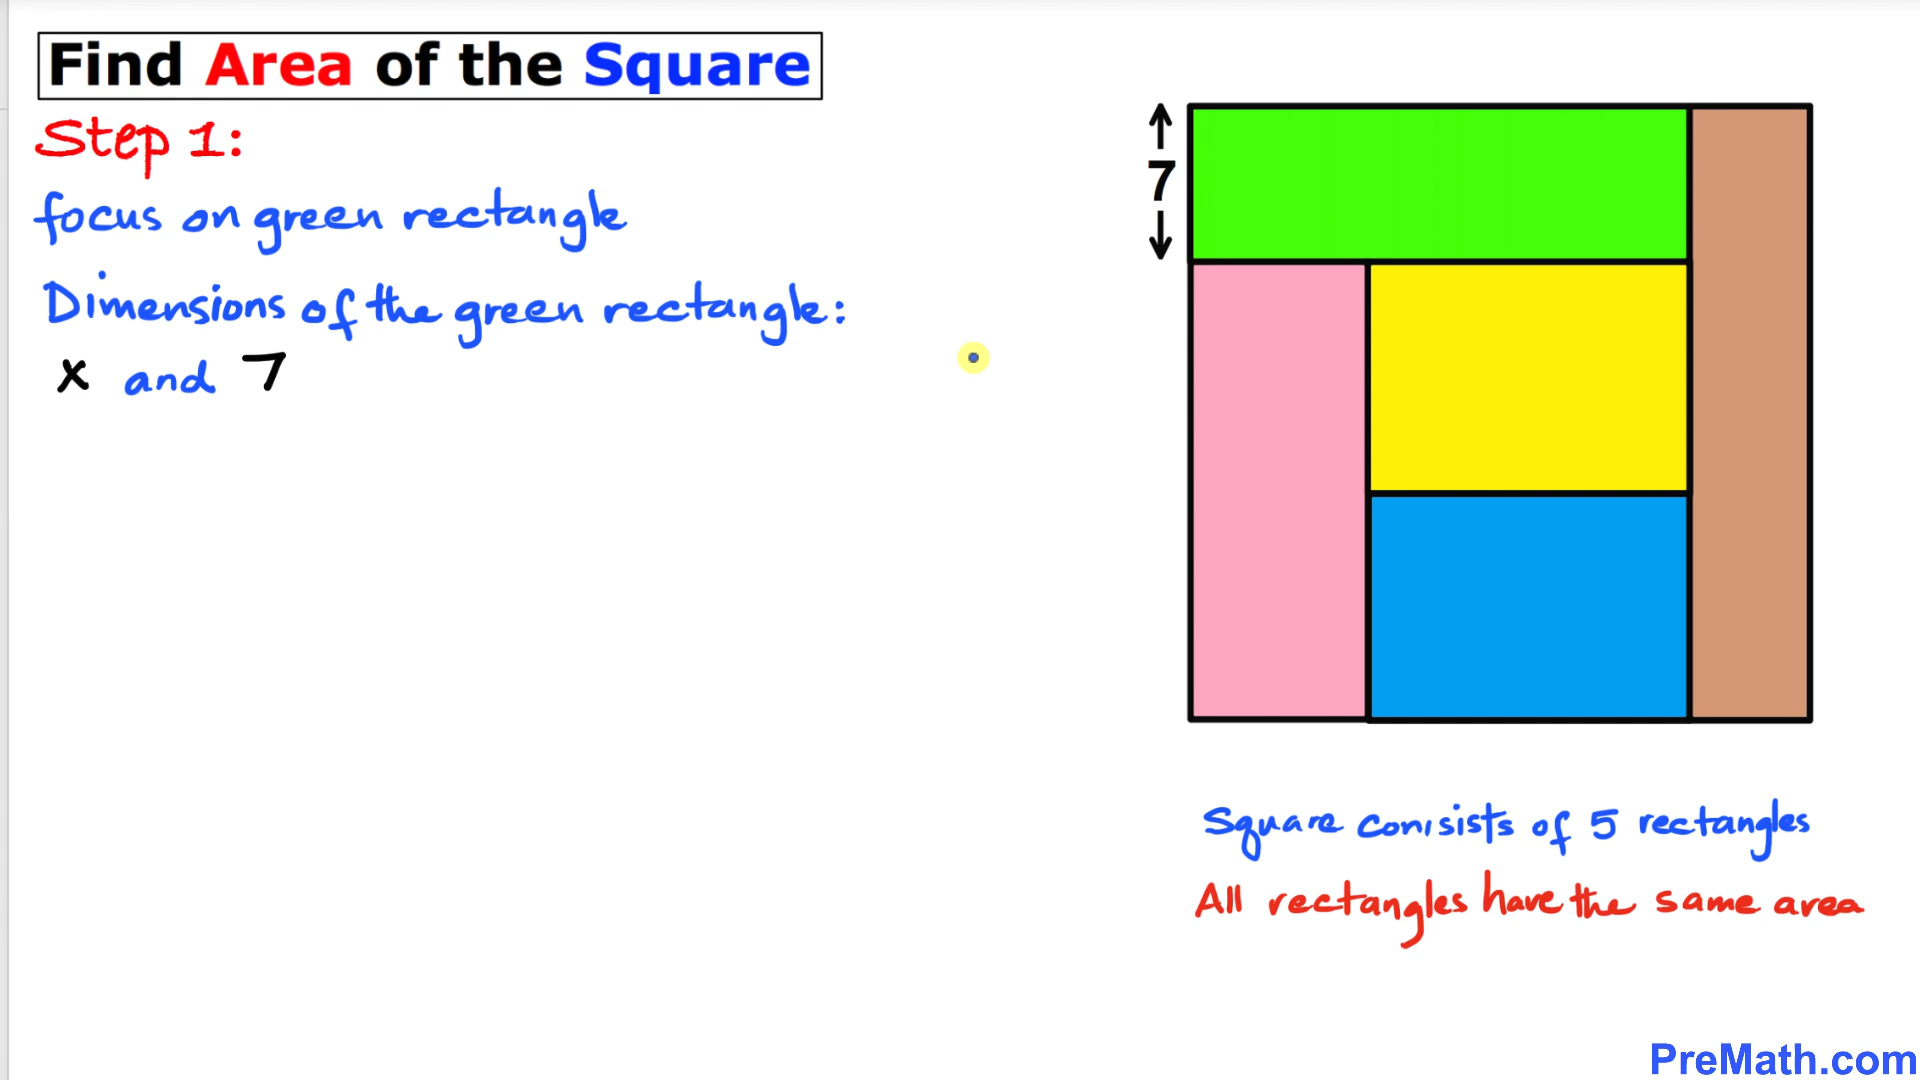 Find Area of the Square
Step 1:
focus on green rectangle
Dimensions of the green rectangle:
x and 7
7
Square consists of 5 rectangles
All rectangles have the same area
PreMath.com